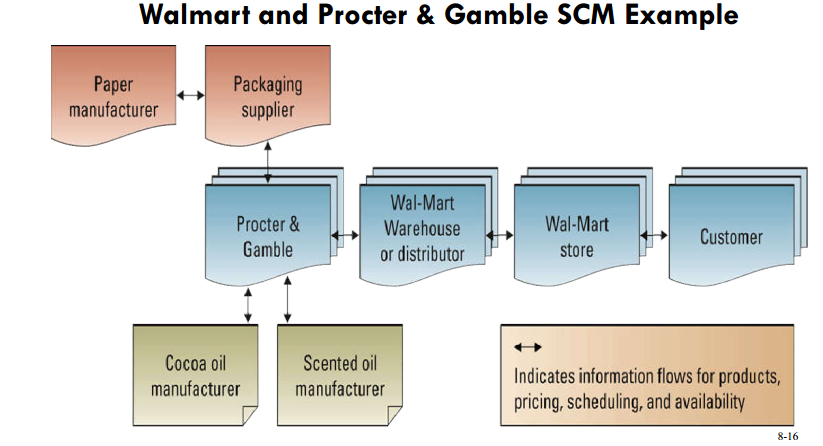 Walmart and Procter & Gamble SCM Example
Paper
manufacturer
Packaging
supplier
Procter &
Gamble
Wal-Mart
Warehouse
or distributor
Wal-Mart
store
Customer
Cocoa oil
manufacturer
Scented oil
manufacturer
Indicates information flows for products,
pricing, scheduling, and availability
8-16